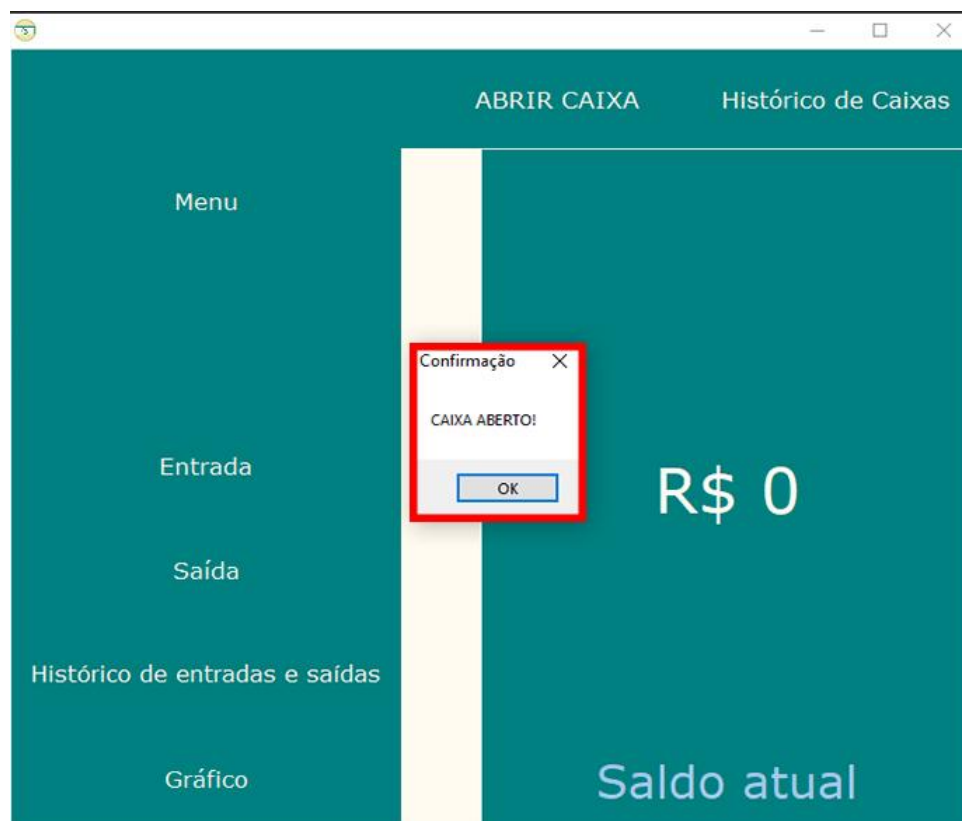 ABRIR CAIXA
Histórico de Caixas
Menu
Confirmação
CAIXA ABERTO!
OK
Entrada
R$ 0
Saída
Histórico de entradas e saídas
Gráfico
Saldo atual